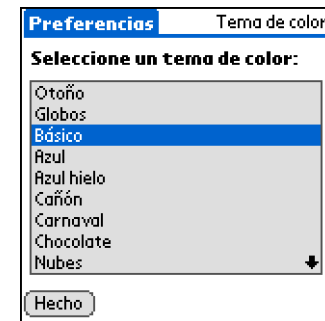 Preferencias Tema de color
Seleccione un tema de color:
Otoño
Globos
Básico
Azul
Azul hielo
Cañón
Carnaval
Chocolate
Nubes
Hecho